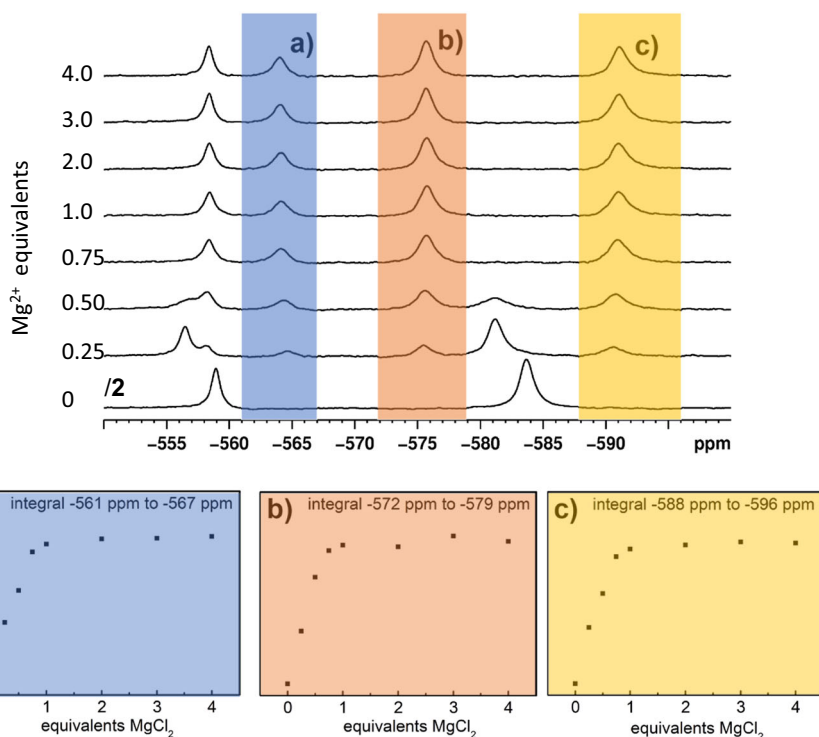 a)
b)
c)
4.0
3.0
2.0
1.0
0.75
0.50
0.25
0 /2
Mg²⁺ equivalents
−555 −560 −565 −570 −575 −580 −585 −590 ppm
integral -561 ppm to -567 ppm
1 2 3 4
equivalents MgCl₂
b) integral -572 ppm to -579 ppm
0 1 2 3 4
equivalents MgCl₂
c) integral -588 ppm to -596 ppm
0 1 2 3 4
equivalents MgCl₂